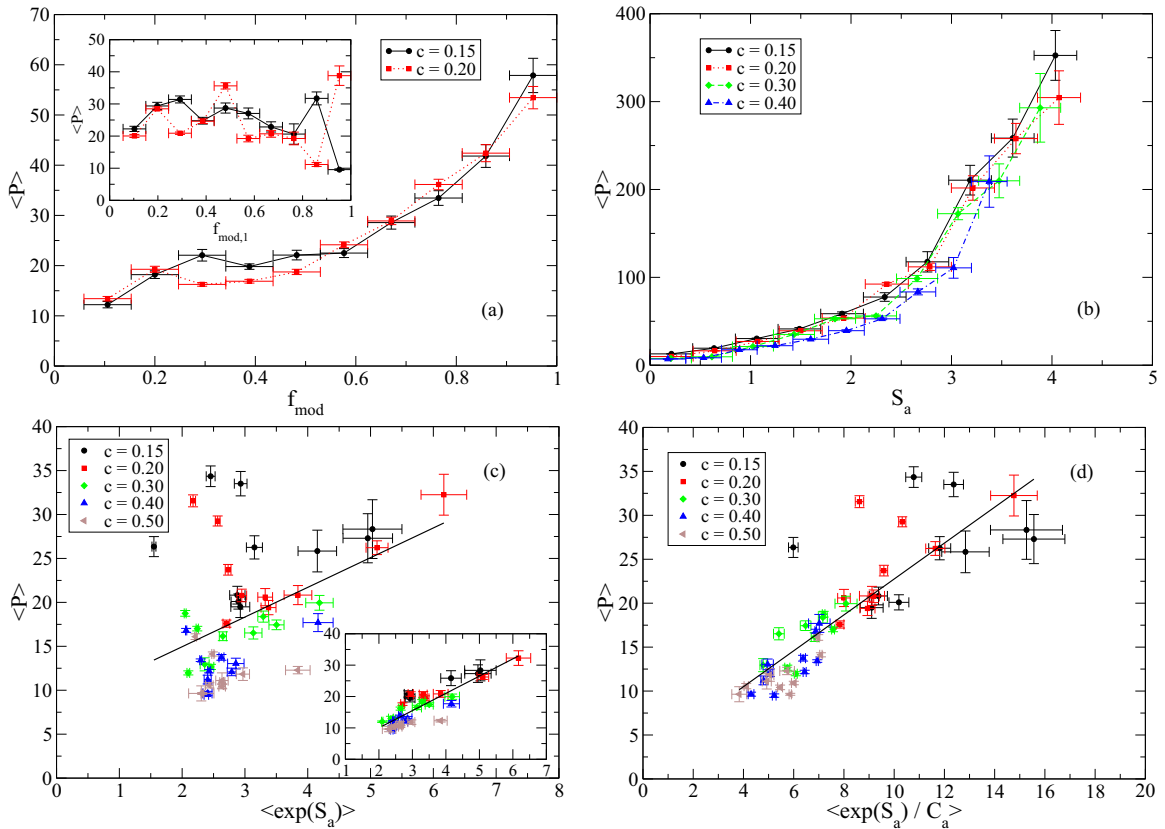 70
60
50
40
30
20
10
0
<P>
50
40
30
20
10
0
<P>
0
0.2
0.4
0.6
0.8
1
f_mod,1
c = 0.15
c = 0.20
(a)
0
0.2
0.4
0.6
0.8
1
f_mod
400
300
200
100
0
<P>
c = 0.15
c = 0.20
c = 0.30
c = 0.40
(b)
0
1
2
3
4
5
S_a
40
35
30
25
20
15
10
5
0
<P>
c = 0.15
c = 0.20
c = 0.30
c = 0.40
c = 0.50
(c)
40
30
20
10
0
1
2
3
4
5
6
7
0
1
2
3
4
5
6
7
8
<exp(S_a)>
40
35
30
25
20
15
10
5
0
<P>
c = 0.15
c = 0.20
c = 0.30
c = 0.40
c = 0.50
(d)
0
2
4
6
8
10
12
14
16
18
20
<exp(S_a) / C_a>